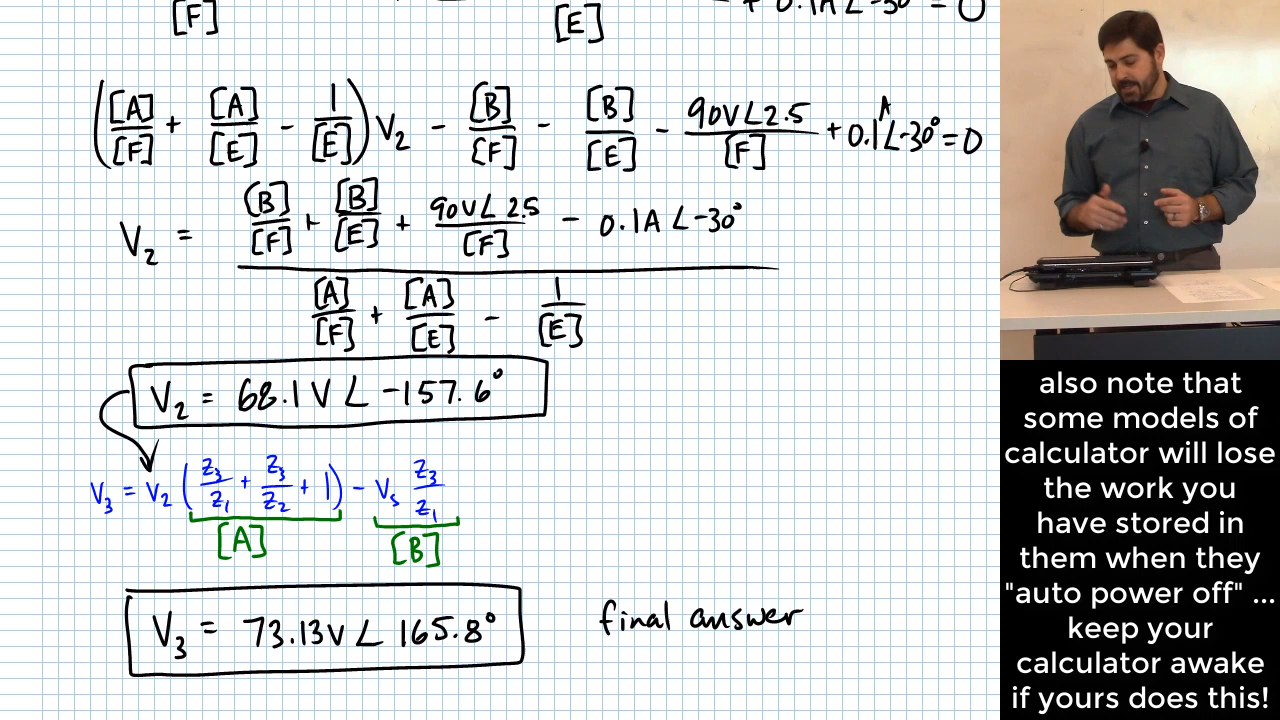 [F] [E] + 0.1A∠-30° = 0
([A]/[F] + [A]/[E] - 1/[E])V₂ - [B]/[F] - [B]/[E] - 90V∠2.5/[F] + 0.1A∠-30° = 0
V₂ = ([B]/[F] + [B]/[E] + 90V∠2.5/[F] - 0.1A∠-30°) / ([A]/[F] + [A]/[E] - 1/[E])
V₂ = 68.1V∠-157.6°
V₃ = V₂(Z₃/Z₁ + Z₃/Z₂ + 1) - Vₛ Z₃/Z₁
[A] [B]
V₃ = 73.13V∠165.8° final answer
also note that
some models of
calculator will lose
the work you
have stored in
them when they
"auto power off" ...
keep your
calculator awake
if yours does this!